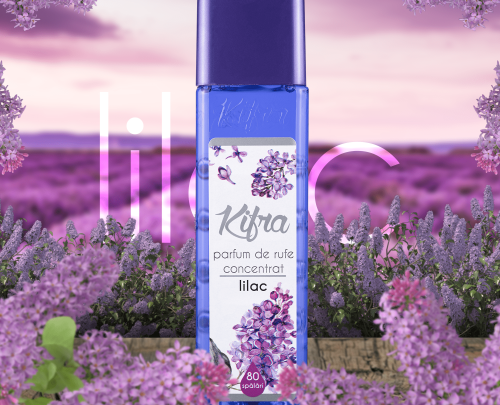 lilac
Kifra
Kifra
parfum de rufe
concentrat
lilac
80
spălări